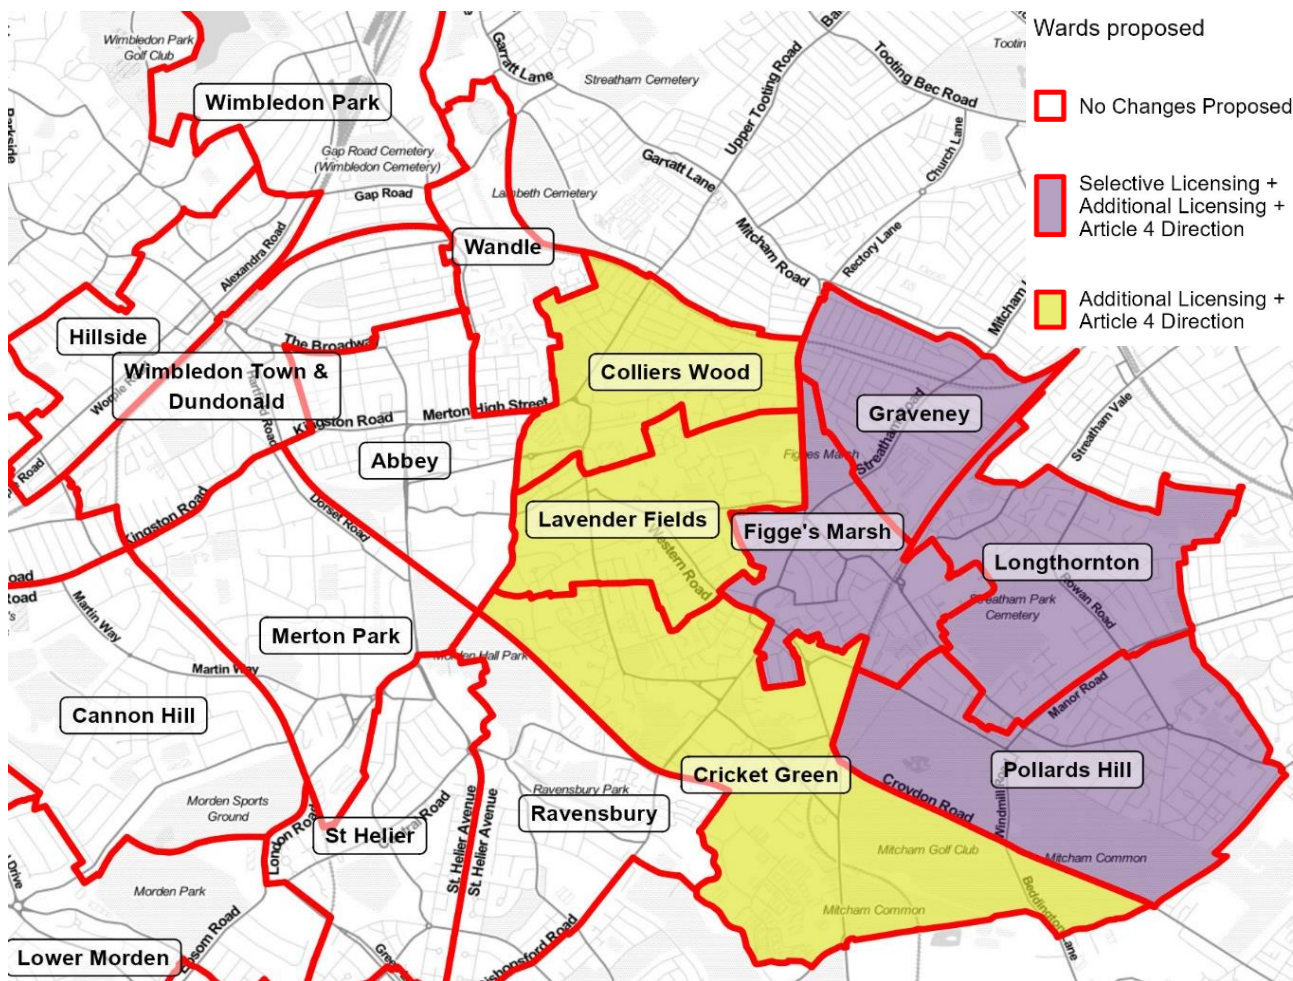 Wards proposed
No Changes Proposed
Selective Licensing +
Additional Licensing +
Article 4 Direction
Additional Licensing +
Article 4 Direction
Wimbledon Park
Golf Club
Wimbledon Park
Garratt Lane
Streatham Cemetery
Upper Tooting Road
Tooting Bec Road
Church Lane
Parkside
Gap Road Cemetery
(Wimbledon Cemetery)
Gap Road
Lambeth Cemetery
Garratt Lane
Mitcham Road
Rectory Lane
Alexandra Road
Wandle
Hillside
The Broadway
Wimbledon Town &
Dundonald
Colliers Wood
Merton High Street
Kingston Road
Graveney
Streatham Road
Streatham Vale
Abbey
Figges Marsh
Kingston Road
Dorset Road
Lavender Fields
Western Road
Figge's Marsh
Longthornton
Rowan Road
Streatham Park
Cemetery
Martin Way
Merton Park
Morden Hall Park
Martin Way
Manor Road
Cannon Hill
Cricket Green
Pollards Hill
Croydon Road
Windmill Road
Morden Sports
Ground
London Road
St Helier
St Helier Avenue
St. Helier Avenue
Ravensbury Park
Ravensbury
Mitcham Golf Club
Mitcham Common
Morden Park
Mitcham Common
Beddington Lane
Lower Morden
Bishopsford Road